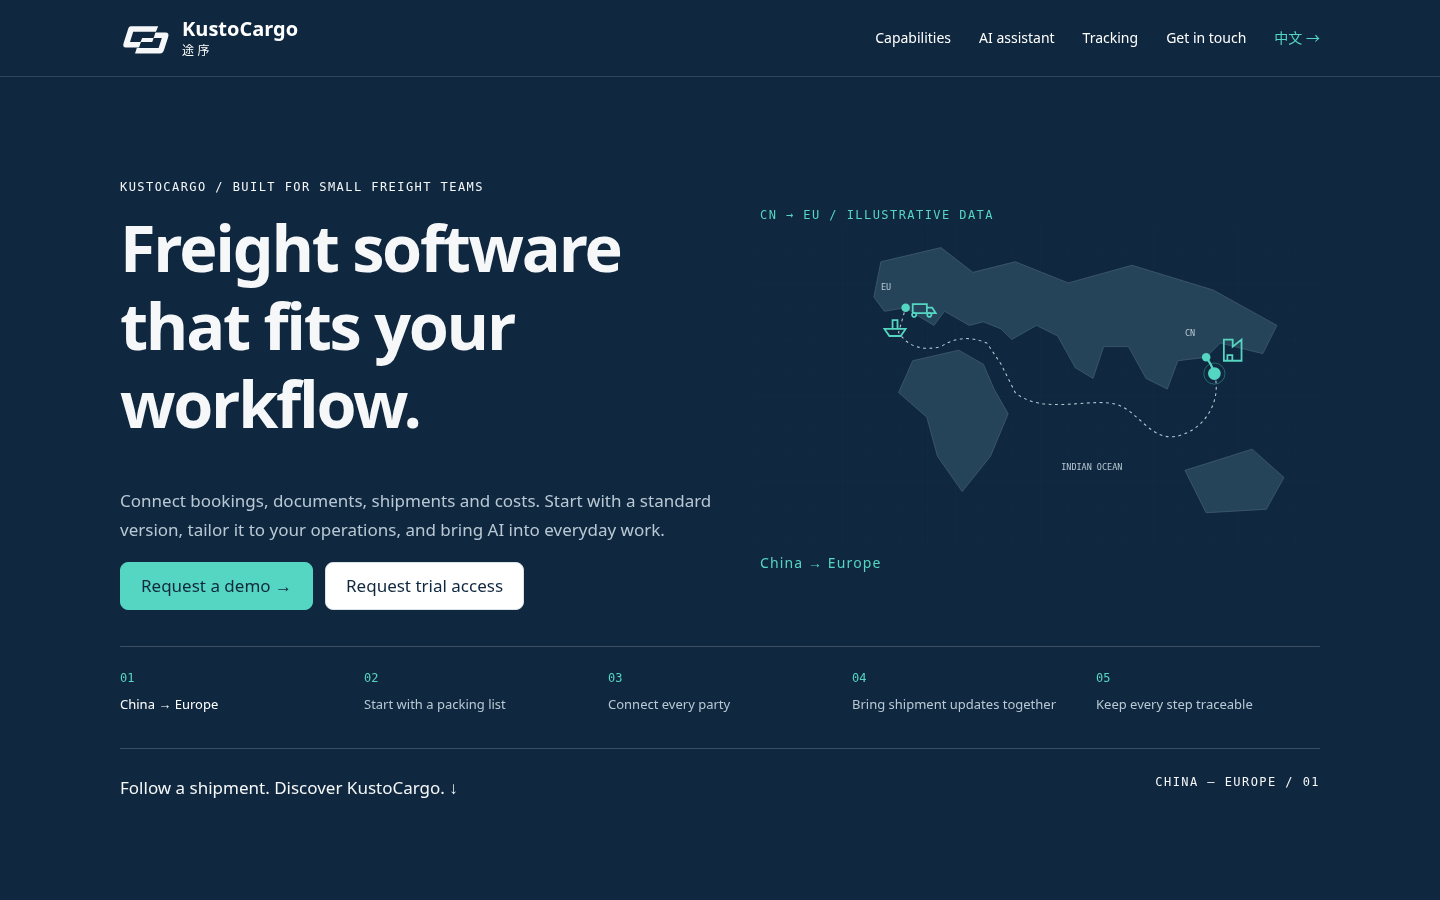 KustoCargo
途序
Capabilities
AI assistant
Tracking
Get in touch
中文 →
KUSTOCARGO / BUILT FOR SMALL FREIGHT TEAMS
Freight software
that fits your
workflow.
Connect bookings, documents, shipments and costs. Start with a standard
version, tailor it to your operations, and bring AI into everyday work.
Request a demo →
Request trial access
CN → EU / ILLUSTRATIVE DATA
EU
CN
INDIAN OCEAN
China → Europe
01
China → Europe
02
Start with a packing list
03
Connect every party
04
Bring shipment updates together
05
Keep every step traceable
Follow a shipment. Discover KustoCargo. ↓
CHINA — EUROPE / 01